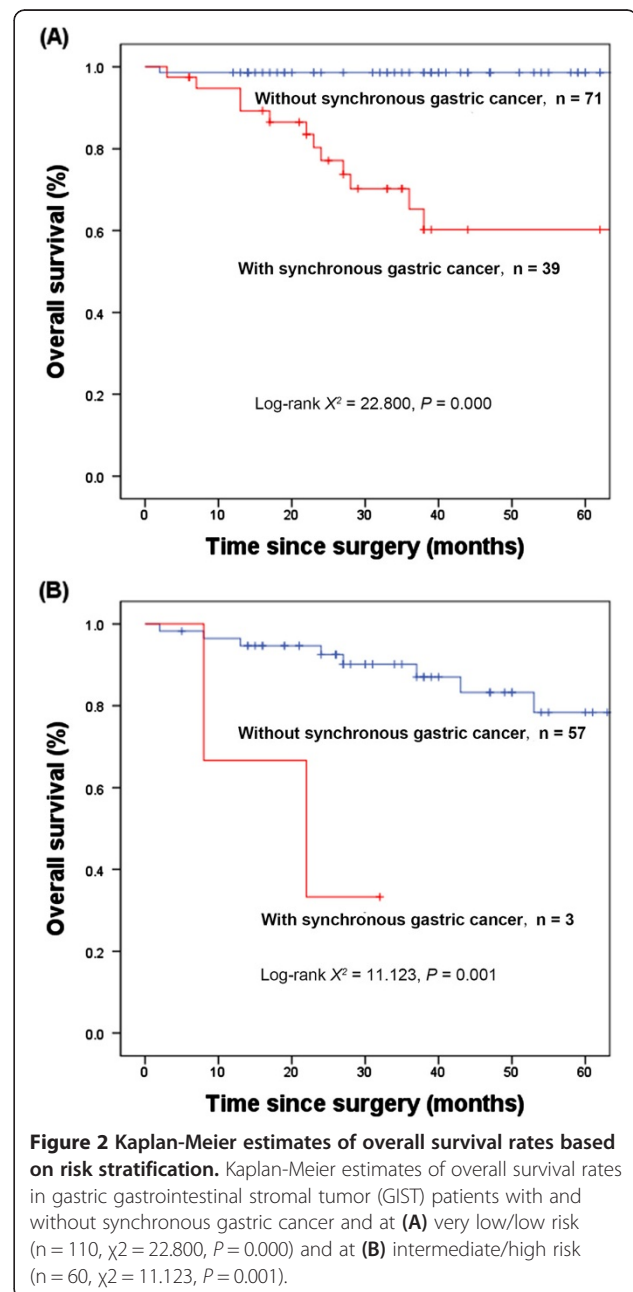 (A)
1.0
Without synchronous gastric cancer, n = 71
0.8
0.6
With synchronous gastric cancer, n = 39
0.4
0.2
Log-rank X² = 22.800, P = 0.000
0.0
Overall survival (%)
0 10 20 30 40 50 60
Time since surgery (months)
(B)
1.0
0.8
Without synchronous gastric cancer, n = 57
0.6
0.4
With synchronous gastric cancer, n = 3
0.2
Log-rank X² = 11.123, P = 0.001
0.0
Overall survival (%)
0 10 20 30 40 50 60
Time since surgery (months)
Figure 2 Kaplan-Meier estimates of overall survival rates based
on risk stratification. Kaplan-Meier estimates of overall survival rates
in gastric gastrointestinal stromal tumor (GIST) patients with and
without synchronous gastric cancer and at (A) very low/low risk
(n = 110, χ2 = 22.800, P = 0.000) and at (B) intermediate/high risk
(n = 60, χ2 = 11.123, P = 0.001).